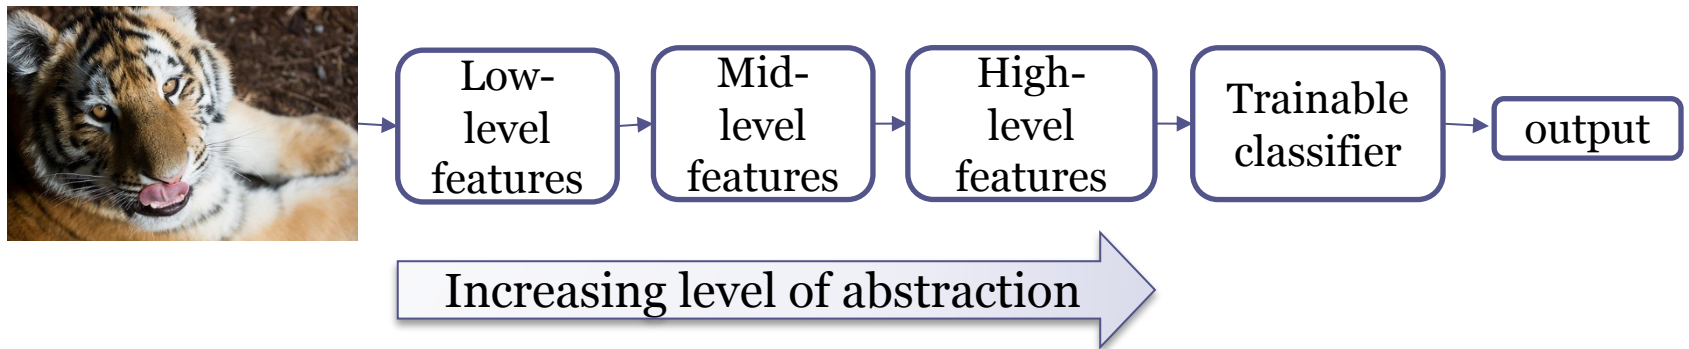 Low-
level
features
Mid-
level
features
High-
level
features
Trainable
classifier
output
Increasing level of abstraction